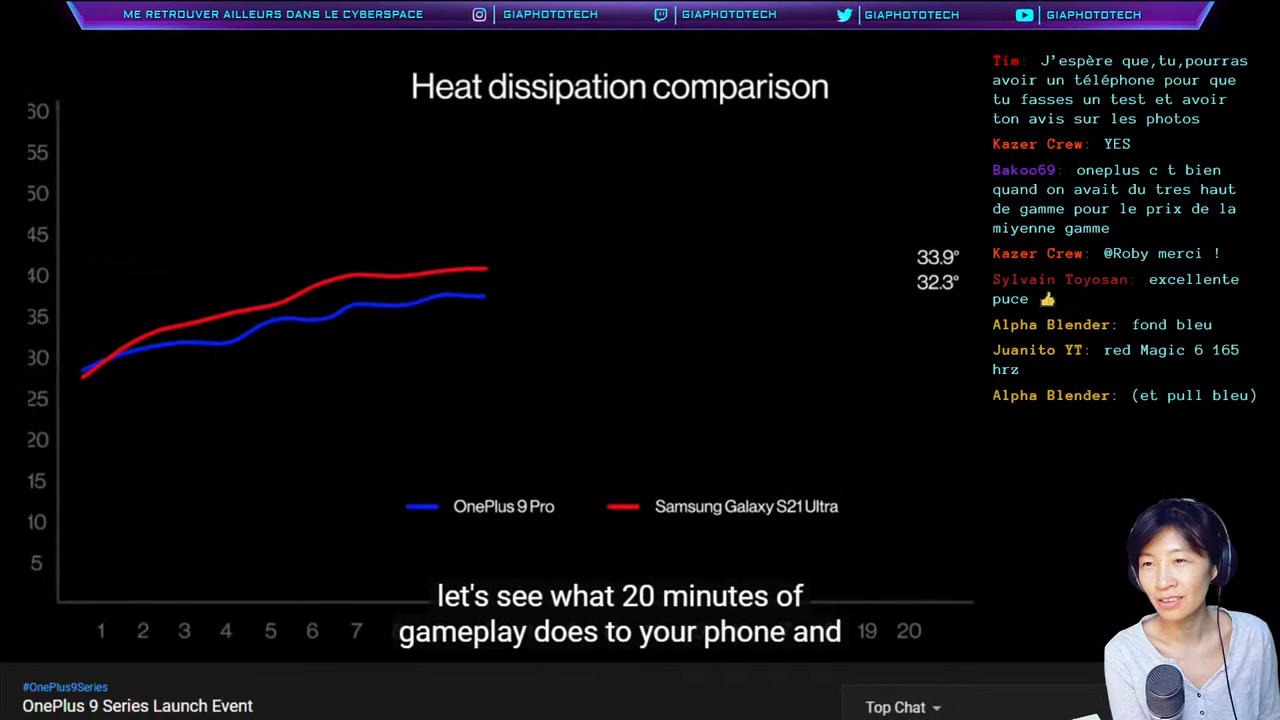 ME RETROUVER AILLEURS DANS LE CYBERSPACE
GIAPHOTOTECH
GIAPHOTOTECH
GIAPHOTOTECH
GIAPHOTOTECH
Heat dissipation comparison
60
55
50
45
40
35
30
25
20
15
10
5
33.9°
32.3°
OnePlus 9 Pro
Samsung Galaxy S21 Ultra
let's see what 20 minutes of
gameplay does to your phone and
1 2 3 4 5 6 7 19 20
#OnePlus9Series
OnePlus 9 Series Launch Event
Top Chat
Tim: J'espère que,tu,pourras
avoir un téléphone pour que
tu fasses un test et avoir
ton avis sur les photos
Kazer Crew: YES
Bakoo69: oneplus c t bien
quand on avait du tres haut
de gamme pour le prix de la
miyenne gamme
Kazer Crew: @Roby merci !
Sylvain Toyosan: excellente
puce 👍
Alpha Blender: fond bleu
Juanito YT: red Magic 6 165
hrz
Alpha Blender: (et pull bleu)